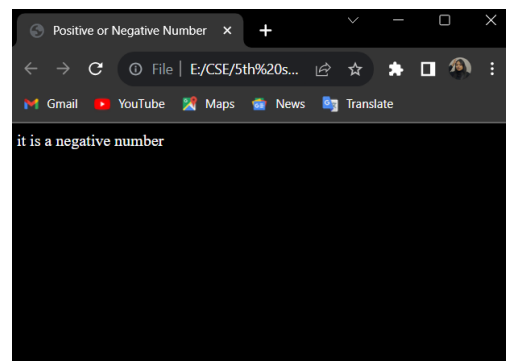 Positive or Negative Number
File | E:/CSE/5th%20s...
Gmail YouTube Maps News Translate
it is a negative number